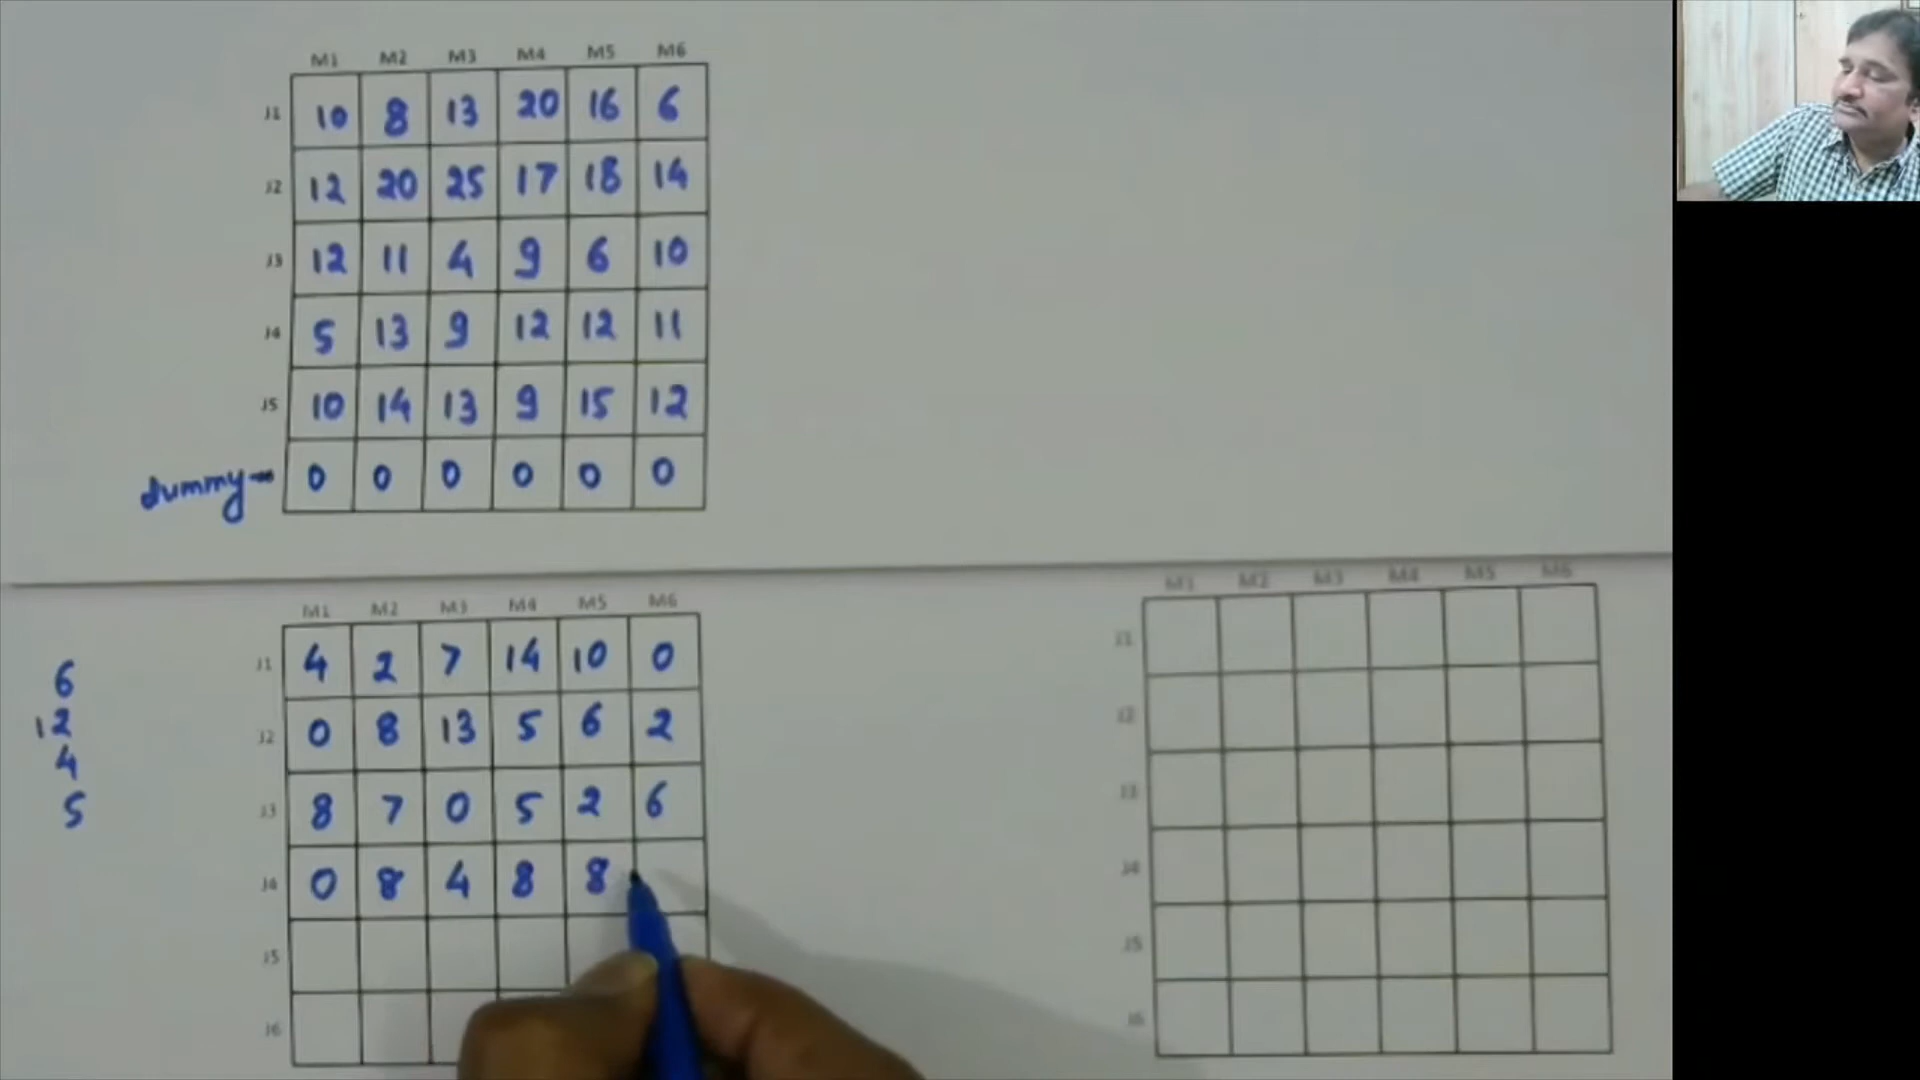 M1 M2 M3 M4 M5 M6
J1 10 8 13 20 16 6
J2 12 20 25 17 18 14
J3 12 11 4 9 6 10
J4 5 13 9 12 12 11
J5 10 14 13 9 15 12
dummy→ 0 0 0 0 0 0
M1 M2 M3 M4 M5 M6
J1 4 2 7 14 10 0
J2 0 8 13 5 6 2
J3 8 7 0 5 2 6
J4 0 8 4 8 8
J5
J6
6
12
4
5
M1 M2 M3 M4 M5 M6
J1
J2
J3
J4
J5
J6